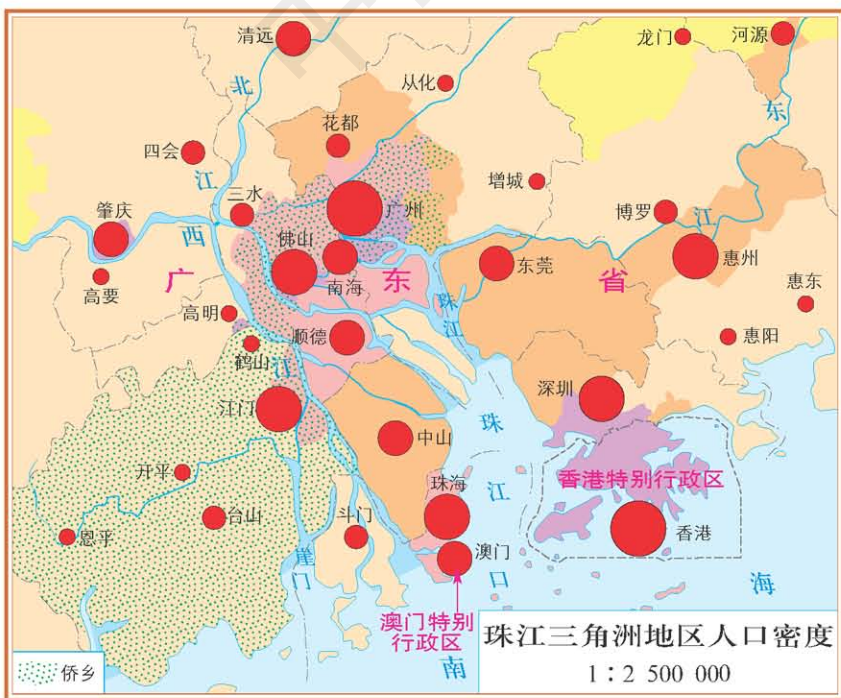 清远
龙门
河源
北
从化
东
花都
四会
江
增城
三水
肇庆
广州
博罗
江
西
佛山
惠州
东莞
广
东
省
南海
高要
惠东
珠江
高明
顺德
惠阳
鹤山
江
深圳
江门
中山
珠
开平
香港特别行政区
珠海
江
台山
斗门
香港
恩平
澳门
崖门
口
海
澳门特别
行政区
南
珠江三角洲地区人口密度
1：2 500 000
侨乡